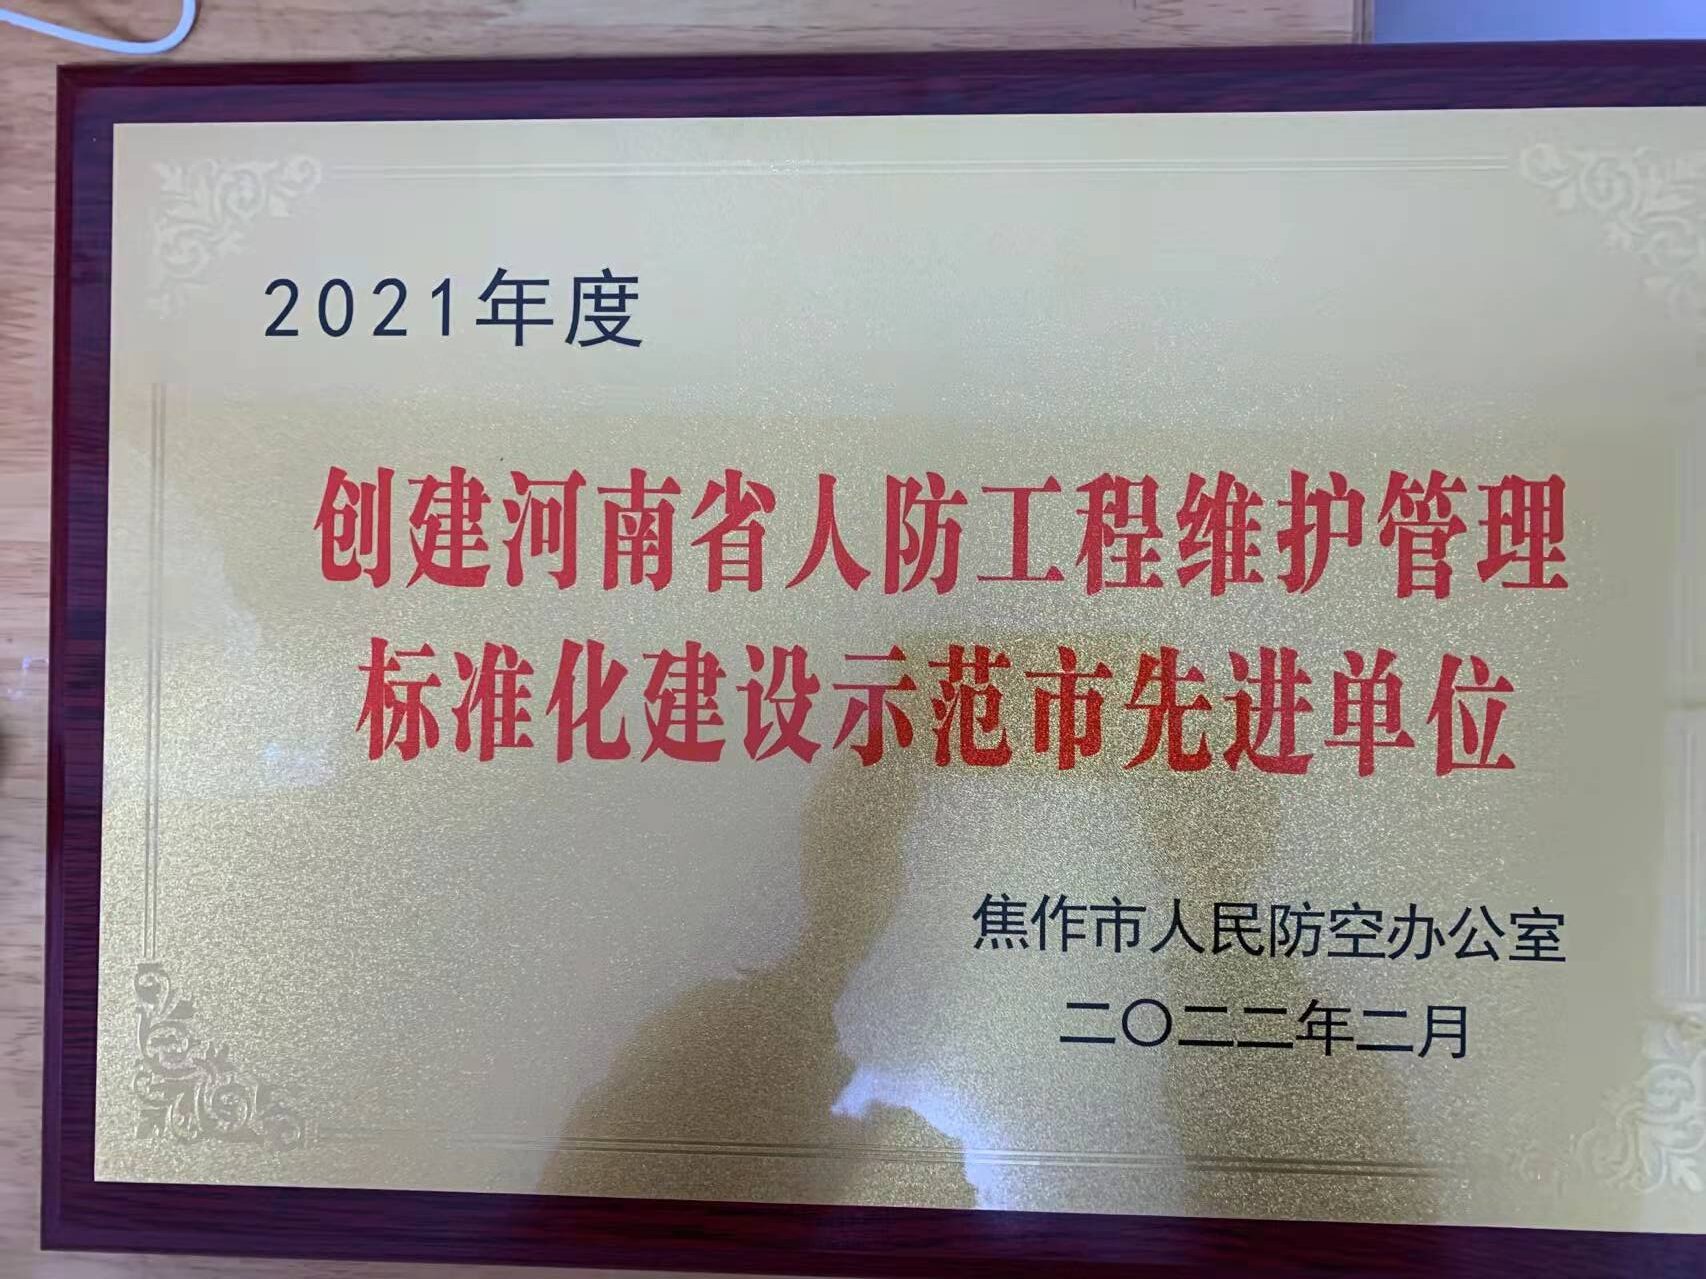 2021年度
创建河南省人防工程维护管理
标准化建设示范市先进单位
焦作市人民防空办公室
二〇二二年二月